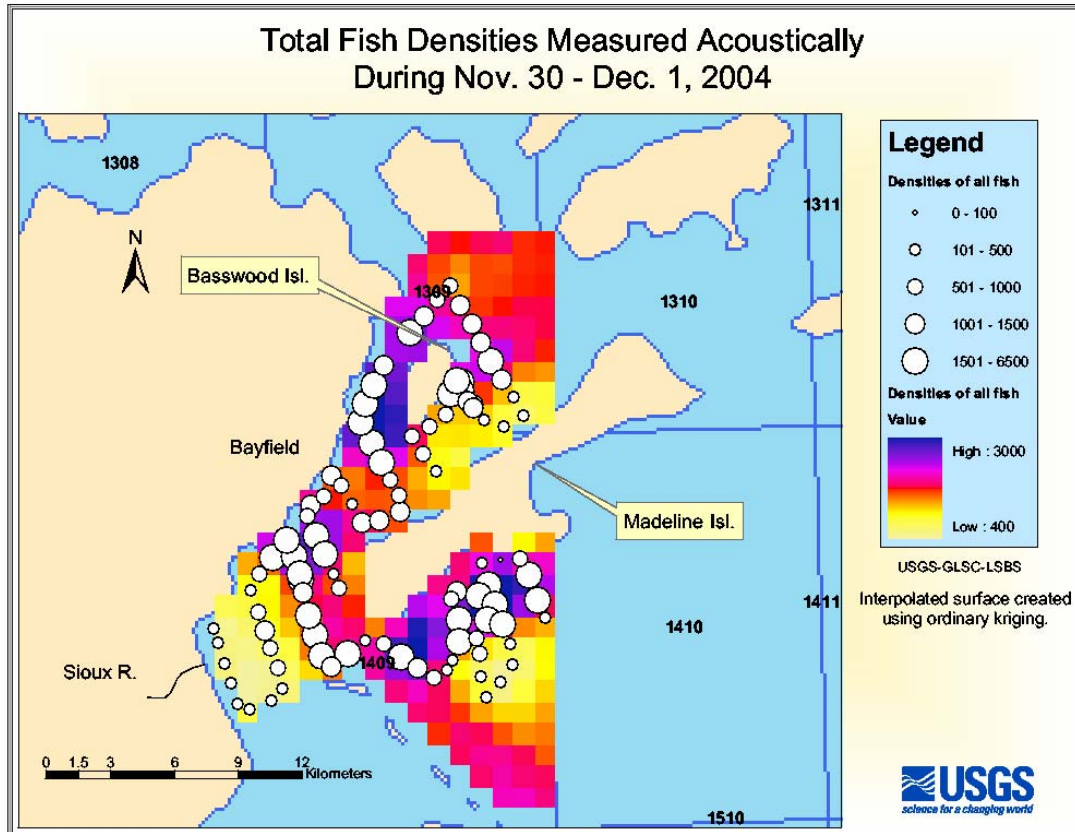 Total Fish Densities Measured Acoustically
During Nov. 30 - Dec. 1, 2004
1308
1311
N
Basswood Isl.
1309
1310
Bayfield
Madeline Isl.
1411
1410
1409
Sioux R.
0 1.5 3 6 9 12
Kilometers
1510
Legend
Densities of all fish
0 - 100
101 - 500
501 - 1000
1001 - 1500
1501 - 6500
Densities of all fish
Value
High : 3000
Low : 400
USGS-GLSC-LSBS
Interpolated surface created
using ordinary kriging.
USGS
science for a changing world